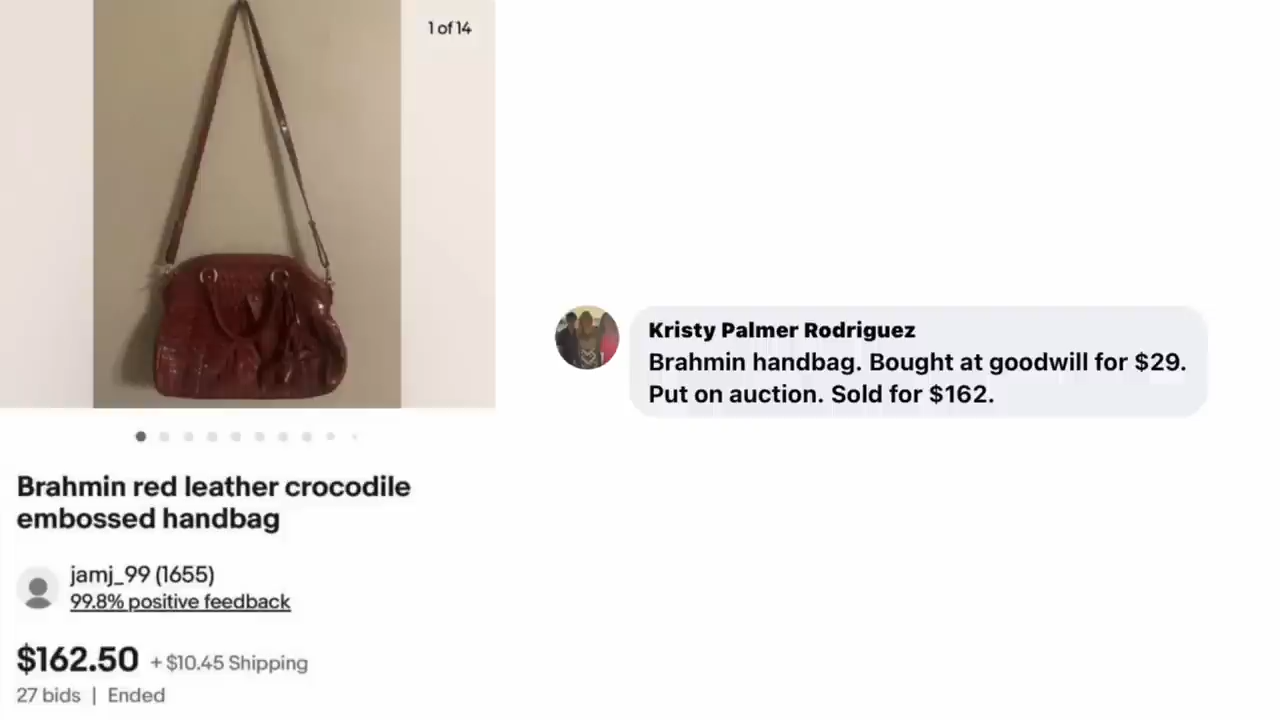 1 of 14
Kristy Palmer Rodriguez
Brahmin handbag. Bought at goodwill for $29.
Put on auction. Sold for $162.
Brahmin red leather crocodile
embossed handbag
jamj_99 (1655)
99.8% positive feedback
$162.50 + $10.45 Shipping
27 bids | Ended